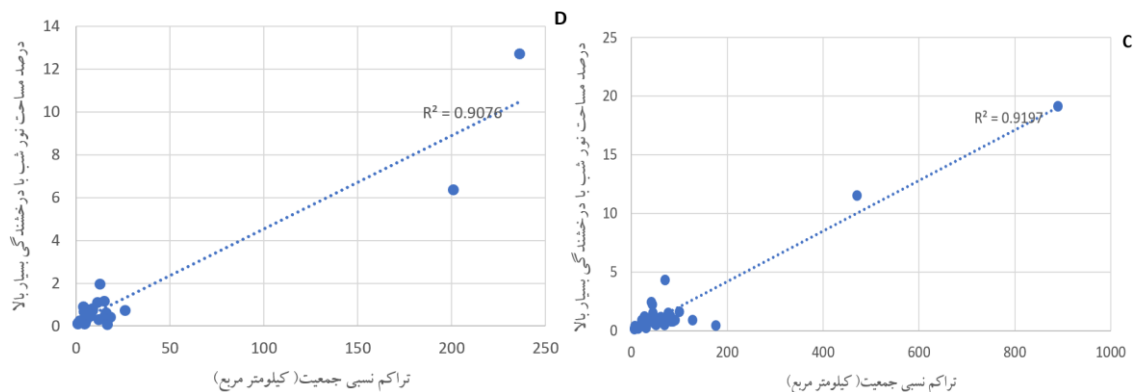 D
درصد مساحت نور شب با درخشندگی بسیار بالا
14
12
10
8
6
4
2
0
R² = 0.9076
0 50 100 150 200 250
تراکم نسبی جمعیت( کیلومتر مربع)
C
درصد مساحت نور شب با درخشندگی بسیار بالا
25
20
15
10
5
0
R² = 0.9197
0 200 400 600 800 1000
تراکم نسبی جمعیت( کیلومتر مربع)